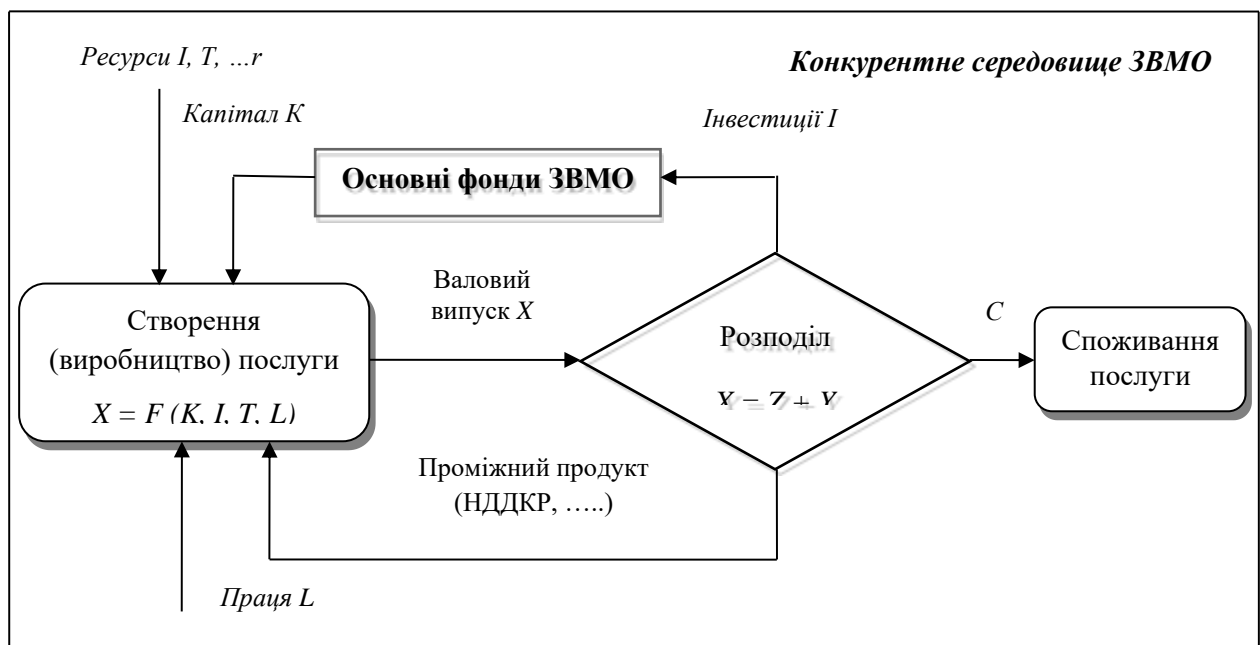 Ресурси I, T, …r
Конкурентне середовище ЗВМО
Капітал К
Інвестиції I
Основні фонди ЗВМО
Валовий
випуск X
Створення
(виробництво) послуги
X = F (K, I, T, L)
Розподіл
X = Z + Y
C
Споживання
послуги
Проміжний продукт
(НДДКР, …..)
Праця L